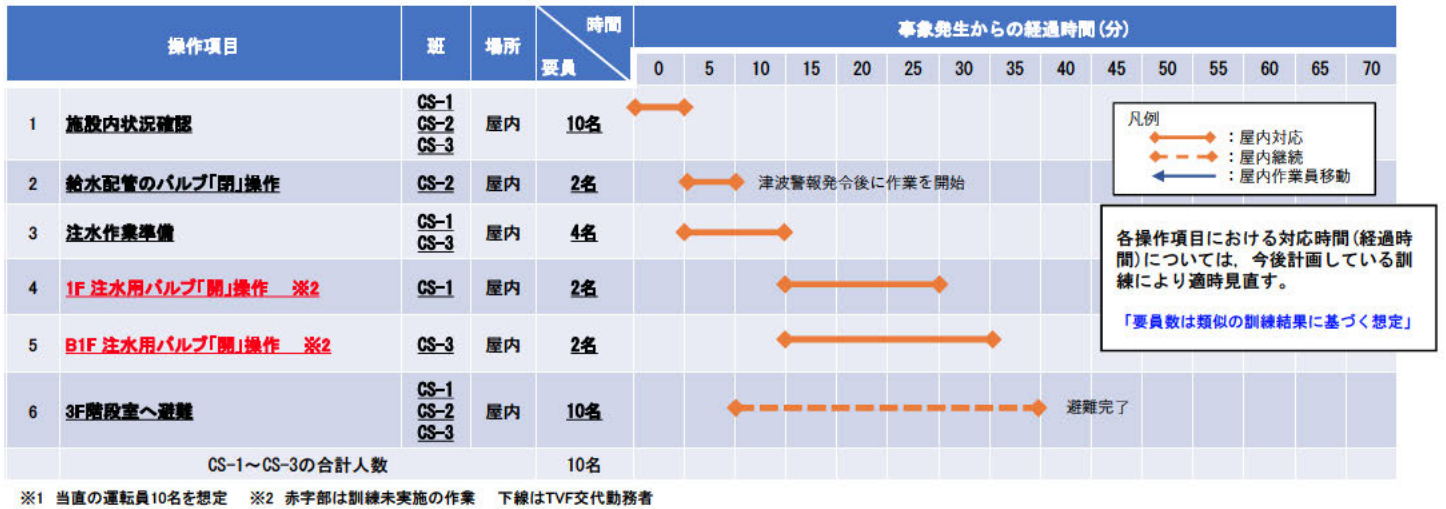 操作項目 班 場所 時間 要員 事象発生からの経過時間(分)
0 5 10 15 20 25 30 35 40 45 50 55 60 65 70
1 施設内状況確認 CS-1 CS-2 CS-3 屋内 10名
2 給水配管のバルブ「閉」操作 CS-2 屋内 2名 津波警報発令後に作業を開始
3 注水作業準備 CS-1 CS-3 屋内 4名
4 1F 注水用バルブ「開」操作 ※2 CS-1 屋内 2名
5 B1F 注水用バルブ「開」操作 ※2 CS-3 屋内 2名
6 3F階段室へ避難 CS-1 CS-2 CS-3 屋内 10名 避難完了
CS-1～CS-3の合計人数 10名
凡例
：屋内対応
：屋内継続
：屋内作業員移動
各操作項目における対応時間(経過時
間)については，今後計画している訓
練により適時見直す。
「要員数は類似の訓練結果に基づく想定」
※1 当直の運転員10名を想定 ※2 赤字部は訓練未実施の作業 下線はTVF交代勤務者